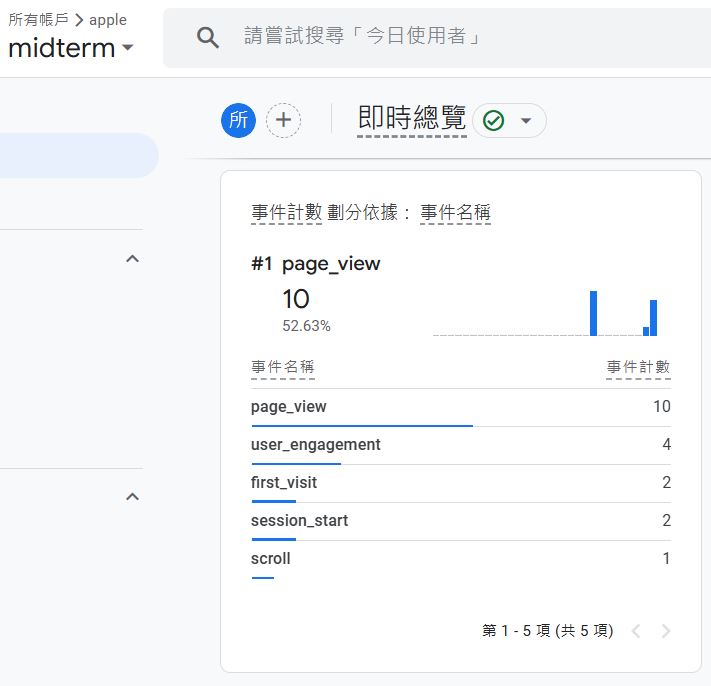 所有帳戶 > apple
midterm
請嘗試搜尋「今日使用者」
所
即時總覽
事件計數 劃分依據： 事件名稱
#1 page_view
10
52.63%
事件名稱 事件計數
page_view 10
user_engagement 4
first_visit 2
session_start 2
scroll 1
第 1 - 5 項 (共 5 項)